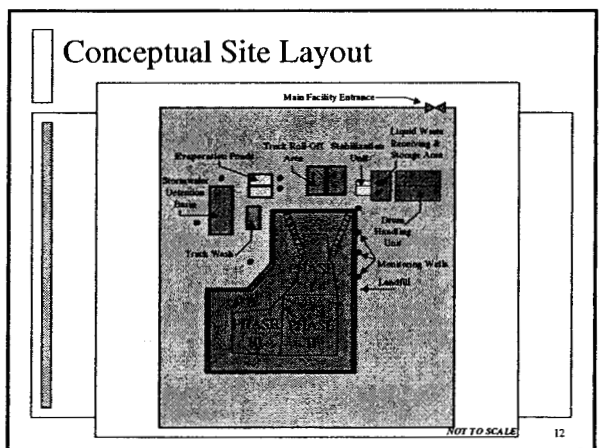 Conceptual Site Layout
Main Facility Entrance
Truck Roll-Off
Area
Stabilization
Unit
Liquid Waste
Receiving &
Storage Area
Evaporation Ponds
Stormwater
Detention
Basin
Drum
Handling
Unit
Truck Wash
Monitoring Wells
Landfill
PHASE
PHASE
PHASE
NOT TO SCALE
12